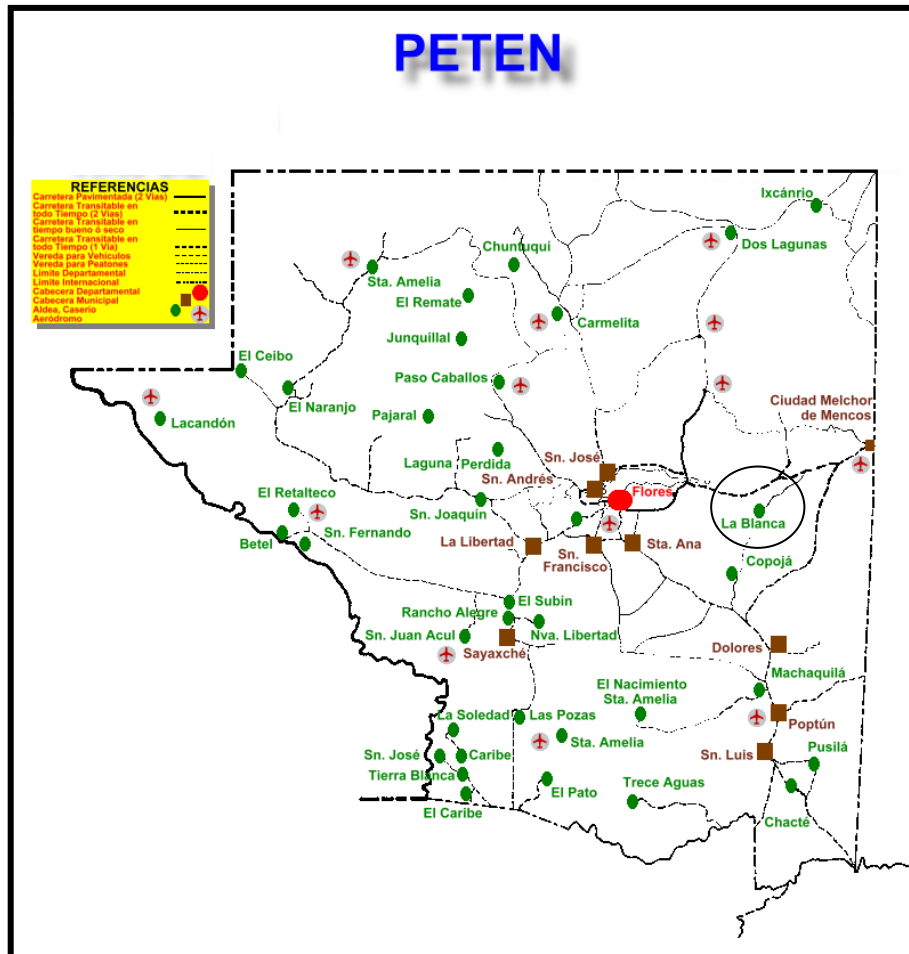 PETEN
REFERENCIAS
Carretera Pavimentada (2 Vias)
Carretera Transitable en
todo Tiempo (2 Vias)
Carretera Transitable en
tiempo bueno ó seco
Carretera Transitable en
todo Tiempo (1 Vía)
Vereda para Vehículos
Vereda para Peatones
Limite Departamental
Limite Internacional
Cabecera Departamental
Cabecera Municipal
Aldea, Caserio
Aeródromo
Ixcánrio
Dos Lagunas
Chuntuquí
Sta. Amelia
El Remate
Carmelita
Junquillal
El Ceibo
Paso Caballos
El Naranjo
Ciudad Melchor
de Mencos
Lacandón
Pajaral
Laguna Perdida
Sn. José
Sn. Andrés
Flores
El Retalteco
Sn. Joaquín
La Blanca
Sn. Fernando
Betel
La Libertad
Sn.
Francisco
Sta. Ana
Copojá
El Subín
Rancho Alegre
Sn. Juan Acul
Nva. Libertad
Sayaxché
Dolores
Machaquilá
El Nacimiento
Sta. Amelia
La Soledad
Las Pozas
Poptún
Sta. Amelia
Sn. José
Caribe
Sn. Luis
Pusilá
Tierra Blanca
El Pato
Trece Aguas
El Caribe
Chacté